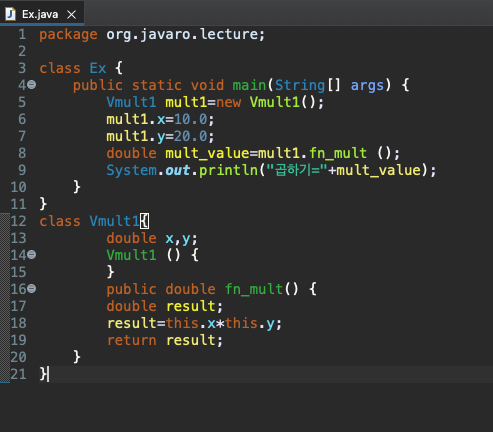 Ex.java
1 package org.javaro.lecture;
2
3 class Ex {
4 public static void main(String[] args) {
5 Vmult1 mult1=new Vmult1();
6 mult1.x=10.0;
7 mult1.y=20.0;
8 double mult_value=mult1.fn_mult ();
9 System.out.println("곱하기="+mult_value);
10 }
11 }
12 class Vmult1{
13 double x,y;
14 Vmult1 () {
15 }
16 public double fn_mult() {
17 double result;
18 result=this.x*this.y;
19 return result;
20 }
21 }